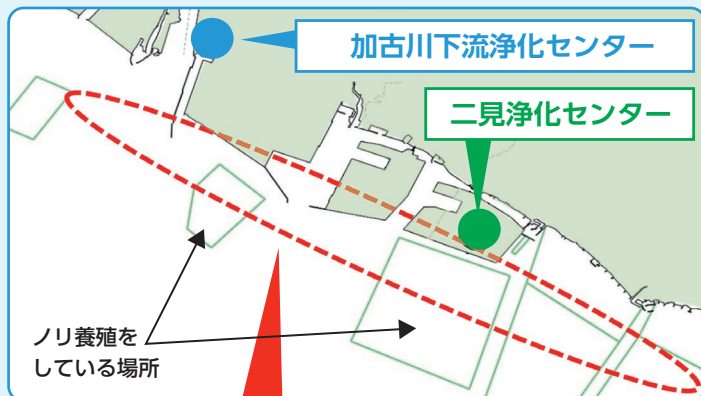 加古川下流浄化センター
二見浄化センター
ノリ養殖を
している場所